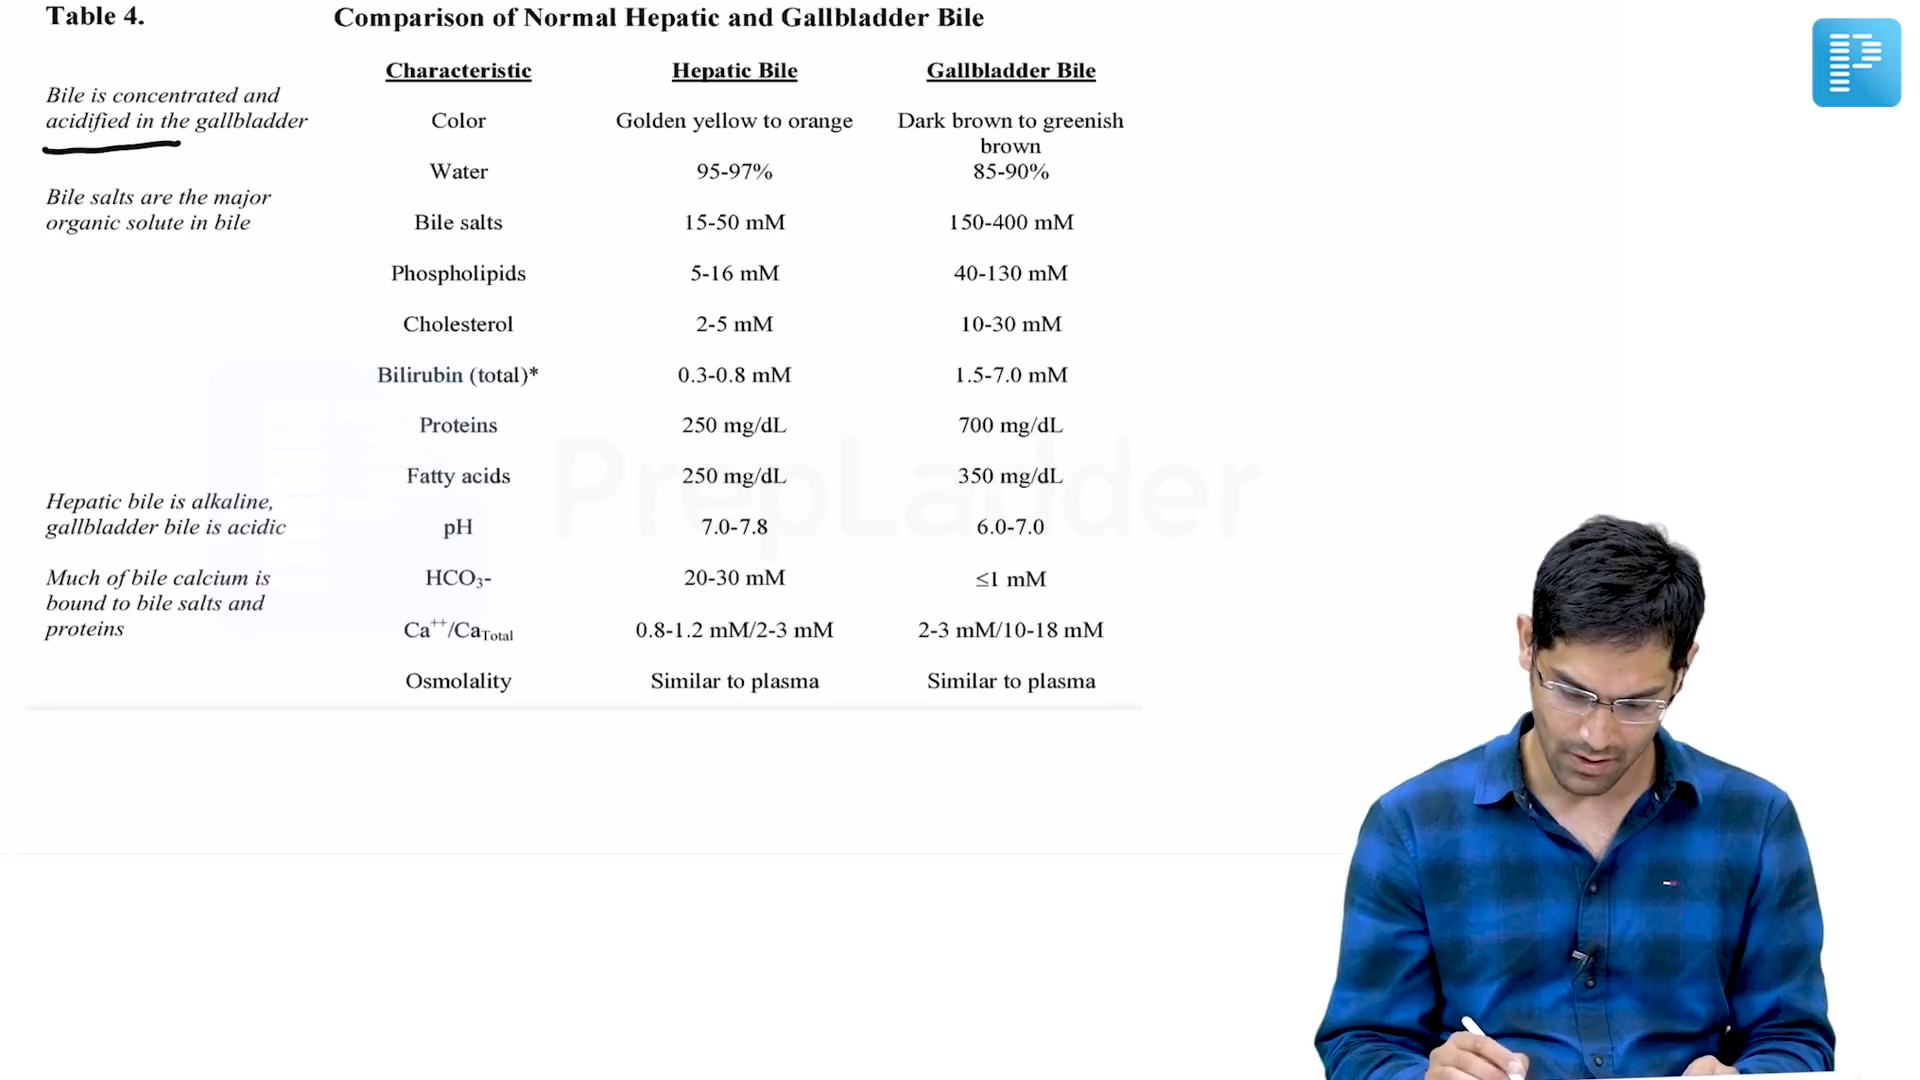 Table 4.
Comparison of Normal Hepatic and Gallbladder Bile
Characteristic Hepatic Bile Gallbladder Bile
Bile is concentrated and
acidified in the gallbladder
Color Golden yellow to orange Dark brown to greenish
brown
Water 95-97% 85-90%
Bile salts are the major
organic solute in bile
Bile salts 15-50 mM 150-400 mM
Phospholipids 5-16 mM 40-130 mM
Cholesterol 2-5 mM 10-30 mM
Bilirubin (total)* 0.3-0.8 mM 1.5-7.0 mM
Proteins 250 mg/dL 700 mg/dL
Fatty acids 250 mg/dL 350 mg/dL
Hepatic bile is alkaline,
gallbladder bile is acidic
pH 7.0-7.8 6.0-7.0
Much of bile calcium is
bound to bile salts and
proteins
HCO₃- 20-30 mM ≤1 mM
Ca⁺⁺/Ca_Total 0.8-1.2 mM/2-3 mM 2-3 mM/10-18 mM
Osmolality Similar to plasma Similar to plasma
PrepLadder